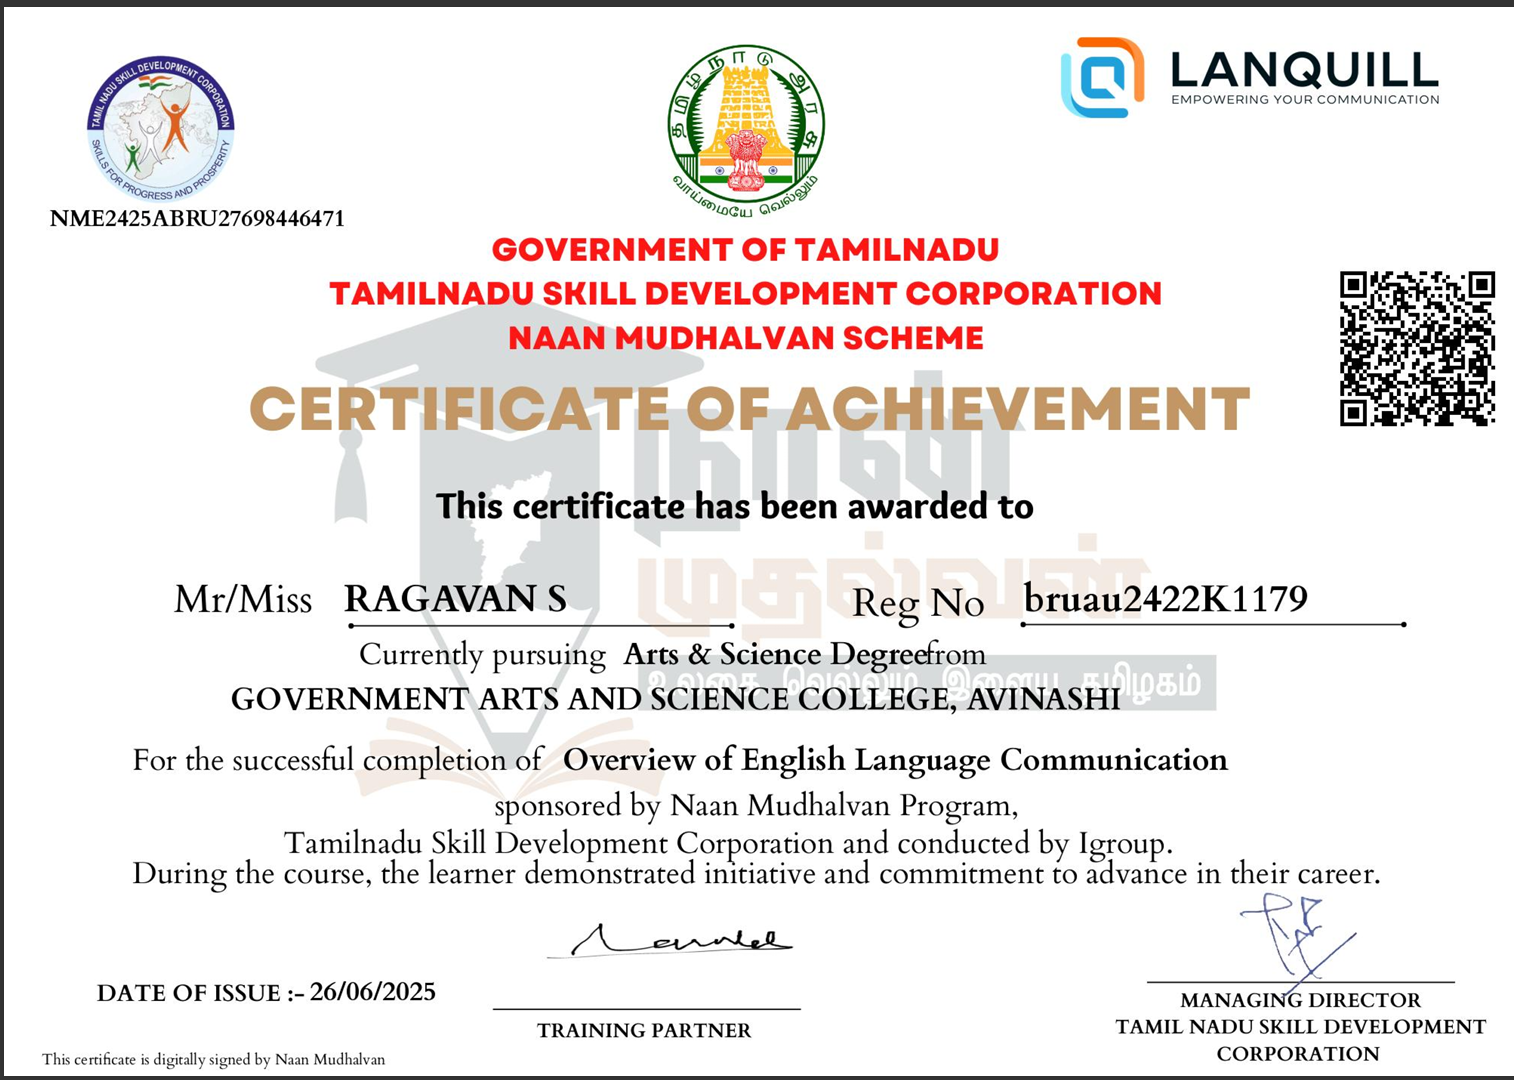 TAMIL NADU SKILL DEVELOPMENT CORPORATION
SKILLS FOR PROGRESS AND PROSPERITY
NME2425ABRU27698446471
தமிழ் நாடு அரசு
வாய்மையே வெல்லும்
LANQUILL
EMPOWERING YOUR COMMUNICATION
GOVERNMENT OF TAMILNADU
TAMILNADU SKILL DEVELOPMENT CORPORATION
NAAN MUDHALVAN SCHEME
CERTIFICATE OF ACHIEVEMENT
நான்
முதல்வன்
உலகை வெல்லும் இளைய தமிழகம்
This certificate has been awarded to
Mr/Miss RAGAVAN S Reg No bruau2422K1179
Currently pursuing Arts & Science Degree from
GOVERNMENT ARTS AND SCIENCE COLLEGE, AVINASHI
For the successful completion of Overview of English Language Communication
sponsored by Naan Mudhalvan Program,
Tamilnadu Skill Development Corporation and conducted by Igroup.
During the course, the learner demonstrated initiative and commitment to advance in their career.
DATE OF ISSUE :- 26/06/2025
TRAINING PARTNER
MANAGING DIRECTOR
TAMIL NADU SKILL DEVELOPMENT
CORPORATION
This certificate is digitally signed by Naan Mudhalvan